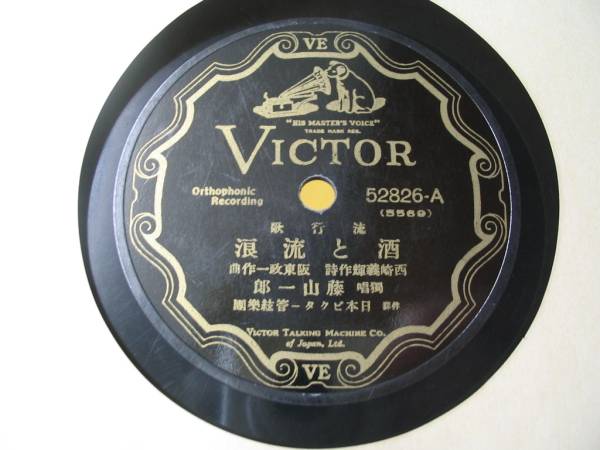 VE
"HIS MASTER'S VOICE"
TRADE MARK REG.
VICTOR
Orthophonic
Recording
52826-A
(5569)
流行歌
酒と流浪
西崎義輝作詩 阪東政一作曲
獨唱 藤山一郎
伴奏 日本ビクター管絃樂團
VICTOR TALKING MACHINE CO.
of Japan, Ltd.
VE